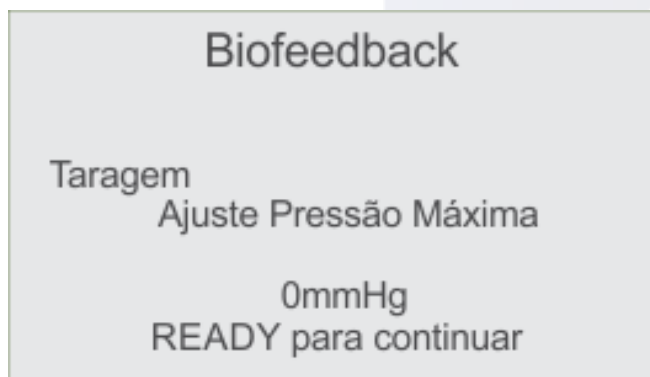 Biofeedback
Taragem
Ajuste Pressão Máxima
0mmHg
READY para continuar